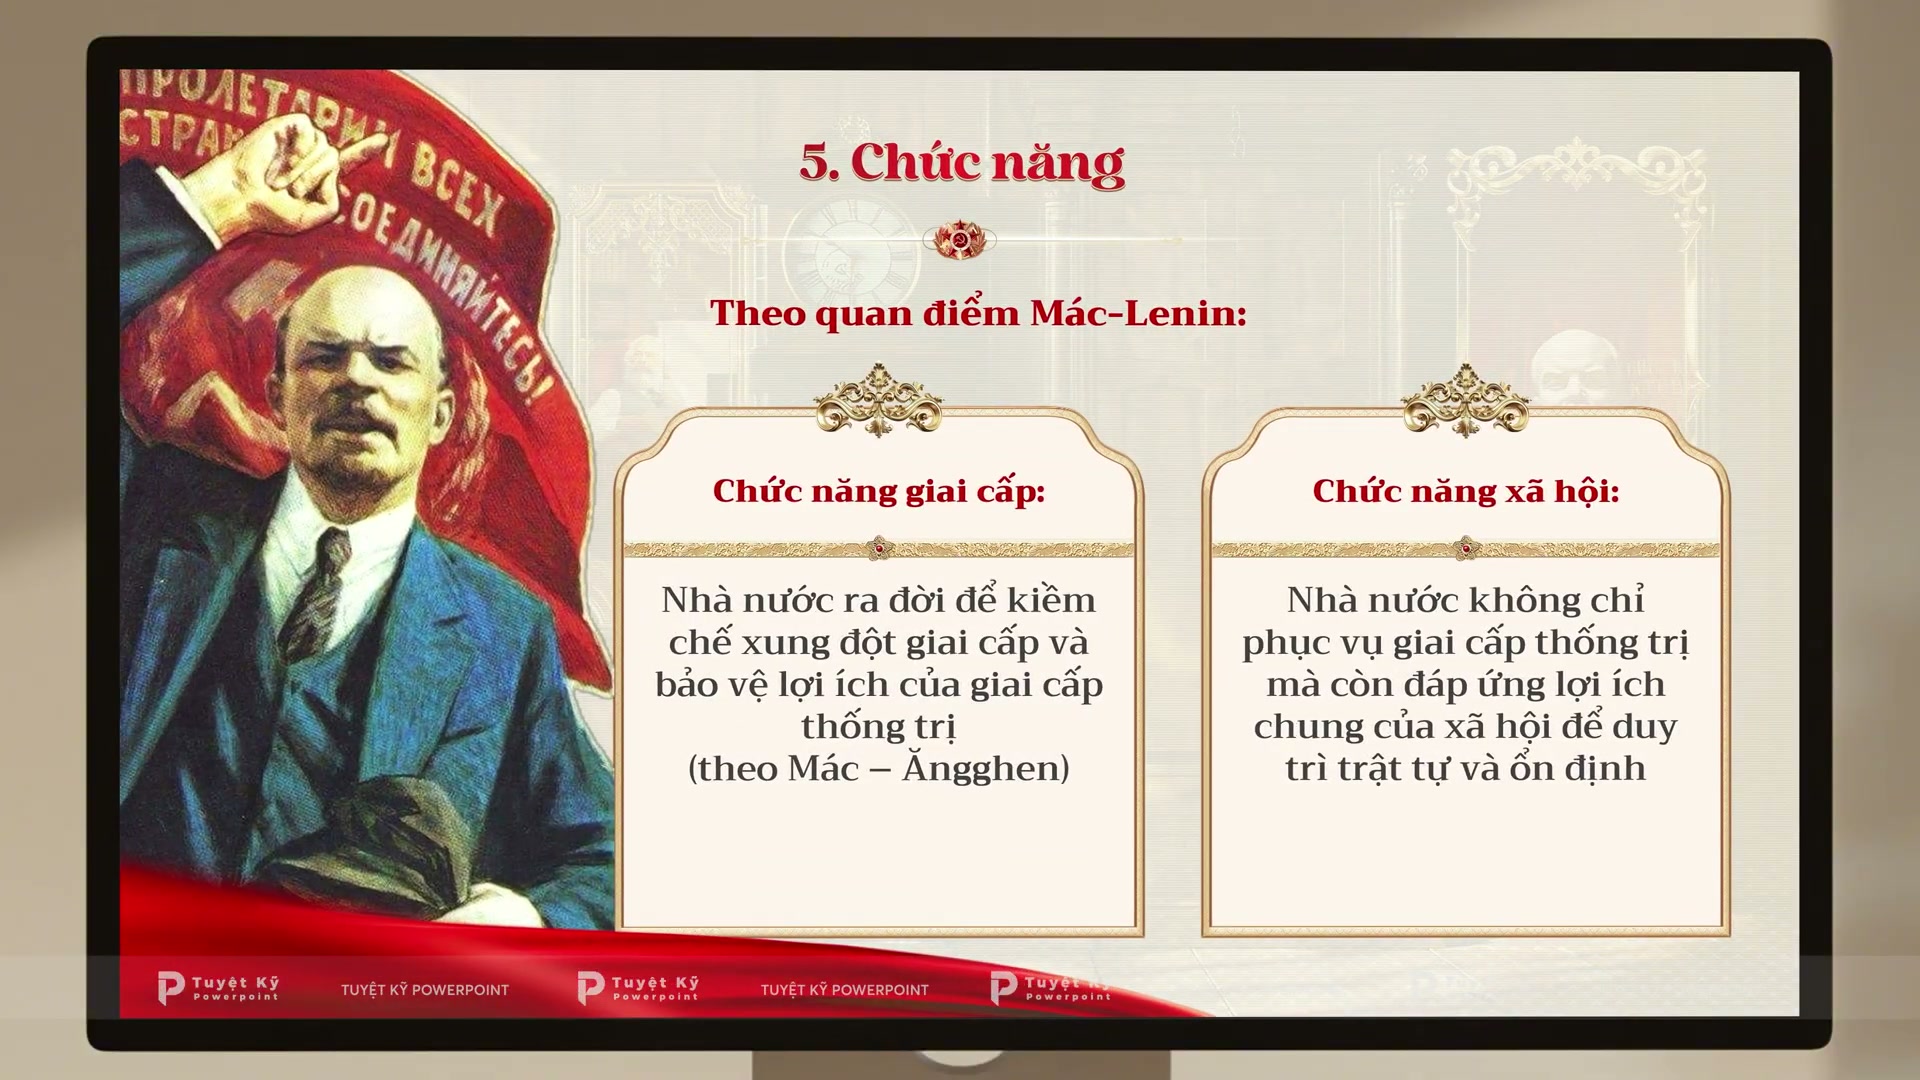 ПРОЛЕТАРИИ ВСЕХ
СТРАН
СОЕДИНЯЙТЕСЬ!
5. Chức năng
Theo quan điểm Mác-Lenin:
Chức năng giai cấp:
Nhà nước ra đời để kiềm
chế xung đột giai cấp và
bảo vệ lợi ích của giai cấp
thống trị
(theo Mác – Ăngghen)
Chức năng xã hội:
Nhà nước không chỉ
phục vụ giai cấp thống trị
mà còn đáp ứng lợi ích
chung của xã hội để duy
trì trật tự và ổn định
Tuyệt Kỹ
Powerpoint
TUYỆT KỸ POWERPOINT
Tuyệt Kỹ
Powerpoint
TUYỆT KỸ POWERPOINT
Tuyệt Kỹ
Powerpoint